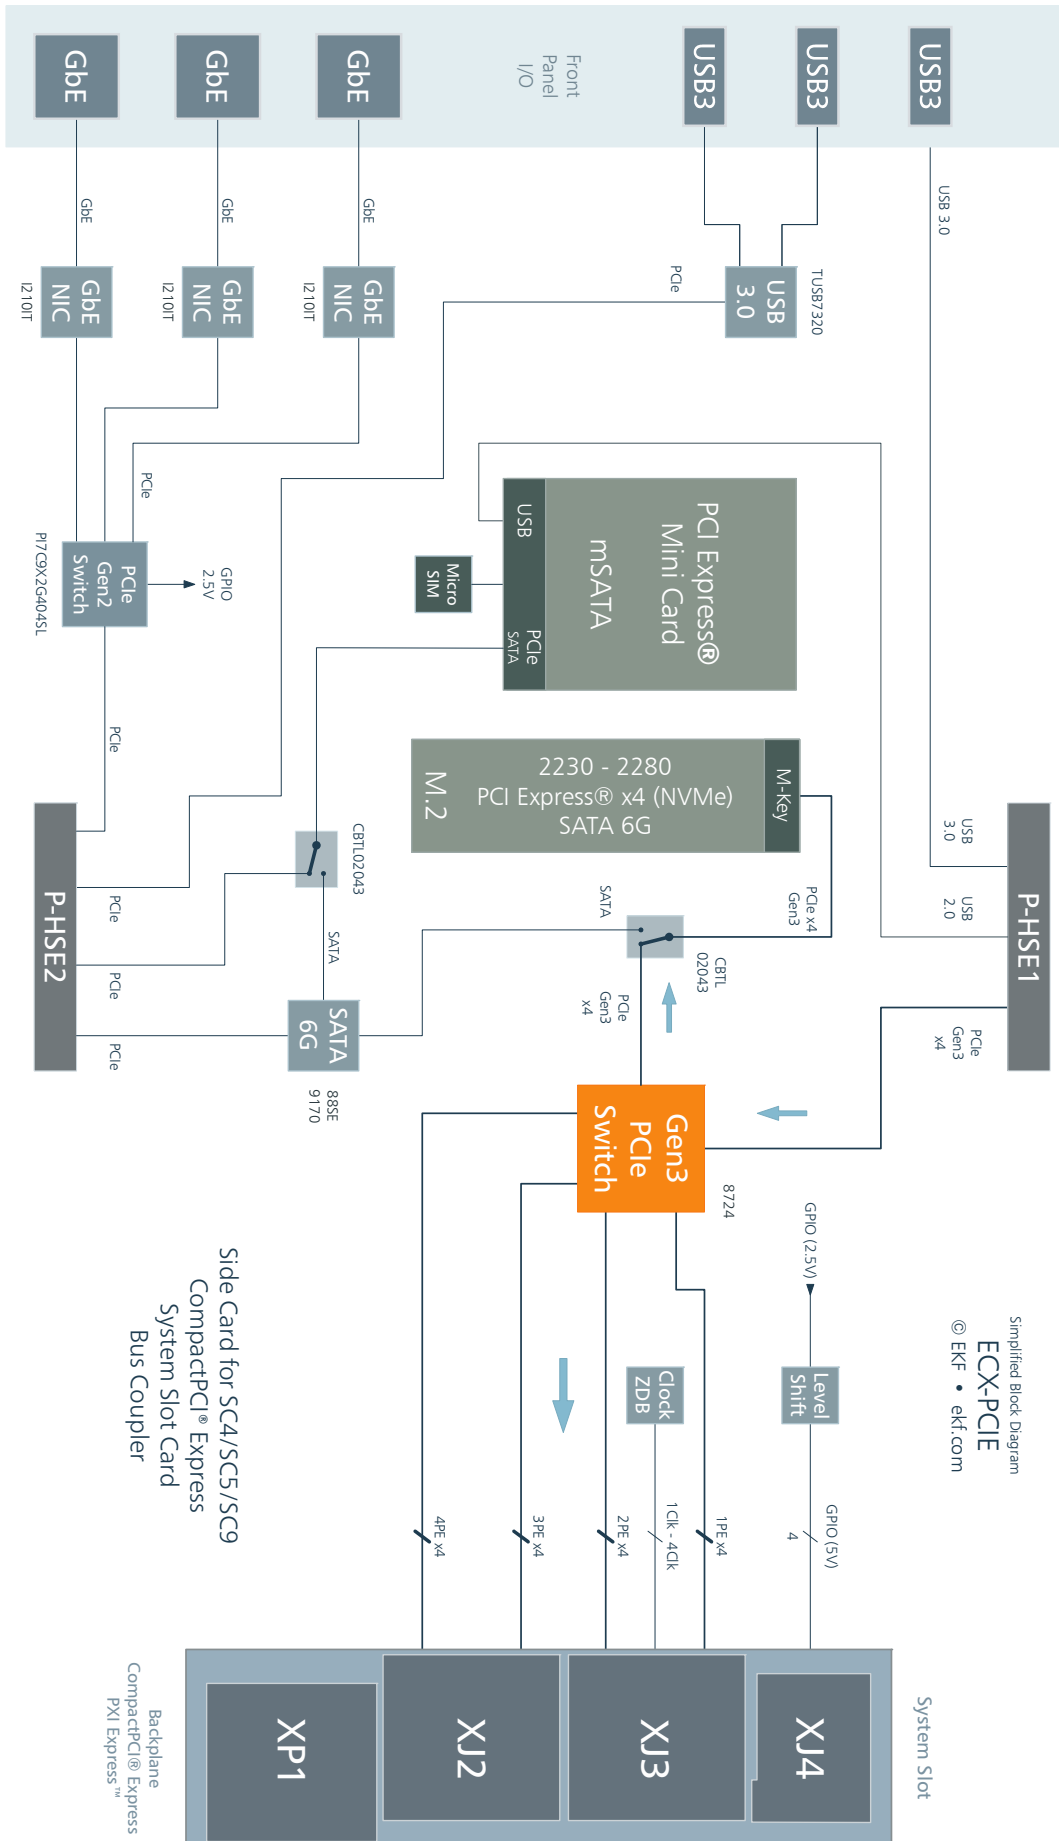 Simplified Block Diagram
ECX-PCIE
© EKF • ekf.com
System Slot
Front
Panel
I/O
USB3
USB3
USB3
GbE
GbE
GbE
USB 3.0
TUSB7320
USB
3.0
PCIe
GbE
GbE
GbE
GbE
NIC
I210IT
GbE
NIC
I210IT
GbE
NIC
I210IT
PCIe
PCIe
Gen2
Switch
PI7C9X2G404SL
GPIO
2.5V
PCIe
PCI Express®
Mini Card
mSATA
USB
PCIe
SATA
Micro
SIM
2230 - 2280
PCI Express® x4 (NVMe)
SATA 6G
M.2
M-Key
PCIe x4
Gen3
CBTL
02043
SATA
PCIe
Gen3
x4
CBTL02043
SATA
SATA
6G
88SE
9170
P-HSE1
USB
3.0
USB
2.0
PCIe
Gen3
x4
P-HSE2
PCIe
PCIe
PCIe
Gen3
PCIe
Switch
8724
GPIO (2.5V)
Level
Shift
GPIO (5V)
4
Clock
ZDB
1PE x4
1Clk - 4Clk
2PE x4
3PE x4
4PE x4
XJ4
XJ3
XJ2
XP1
Side Card for SC4/SC5/SC9
CompactPCI® Express
System Slot Card
Bus Coupler
Backplane
CompactPCI® Express
PXI Express™